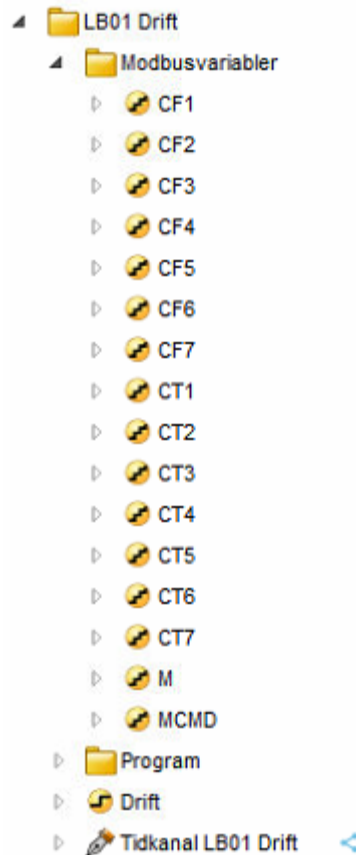 LB01 Drift
Modbusvariabler
CF1
CF2
CF3
CF4
CF5
CF6
CF7
CT1
CT2
CT3
CT4
CT5
CT6
CT7
M
MCMD
Program
Drift
Tidkanal LB01 Drift